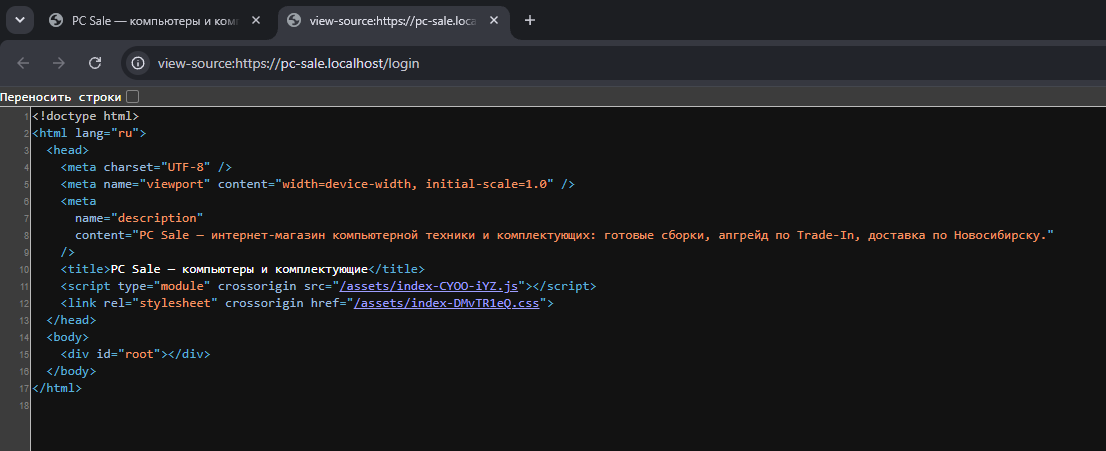 PC Sale — компьютеры и комп
view-source:https://pc-sale.loca
view-source:https://pc-sale.localhost/login
Переносить строки
1 <!doctype html>
2 <html lang="ru">
3   <head>
4     <meta charset="UTF-8" />
5     <meta name="viewport" content="width=device-width, initial-scale=1.0" />
6     <meta
7       name="description"
8       content="PC Sale — интернет-магазин компьютерной техники и комплектующих: готовые сборки, апгрейд по Trade-In, доставка по Новосибирску."
9     />
10     <title>PC Sale — компьютеры и комплектующие</title>
11     <script type="module" crossorigin src="/assets/index-CYOO-iYZ.js"></script>
12     <link rel="stylesheet" crossorigin href="/assets/index-DMvTR1eQ.css">
13   </head>
14   <body>
15     <div id="root"></div>
16   </body>
17 </html>
18